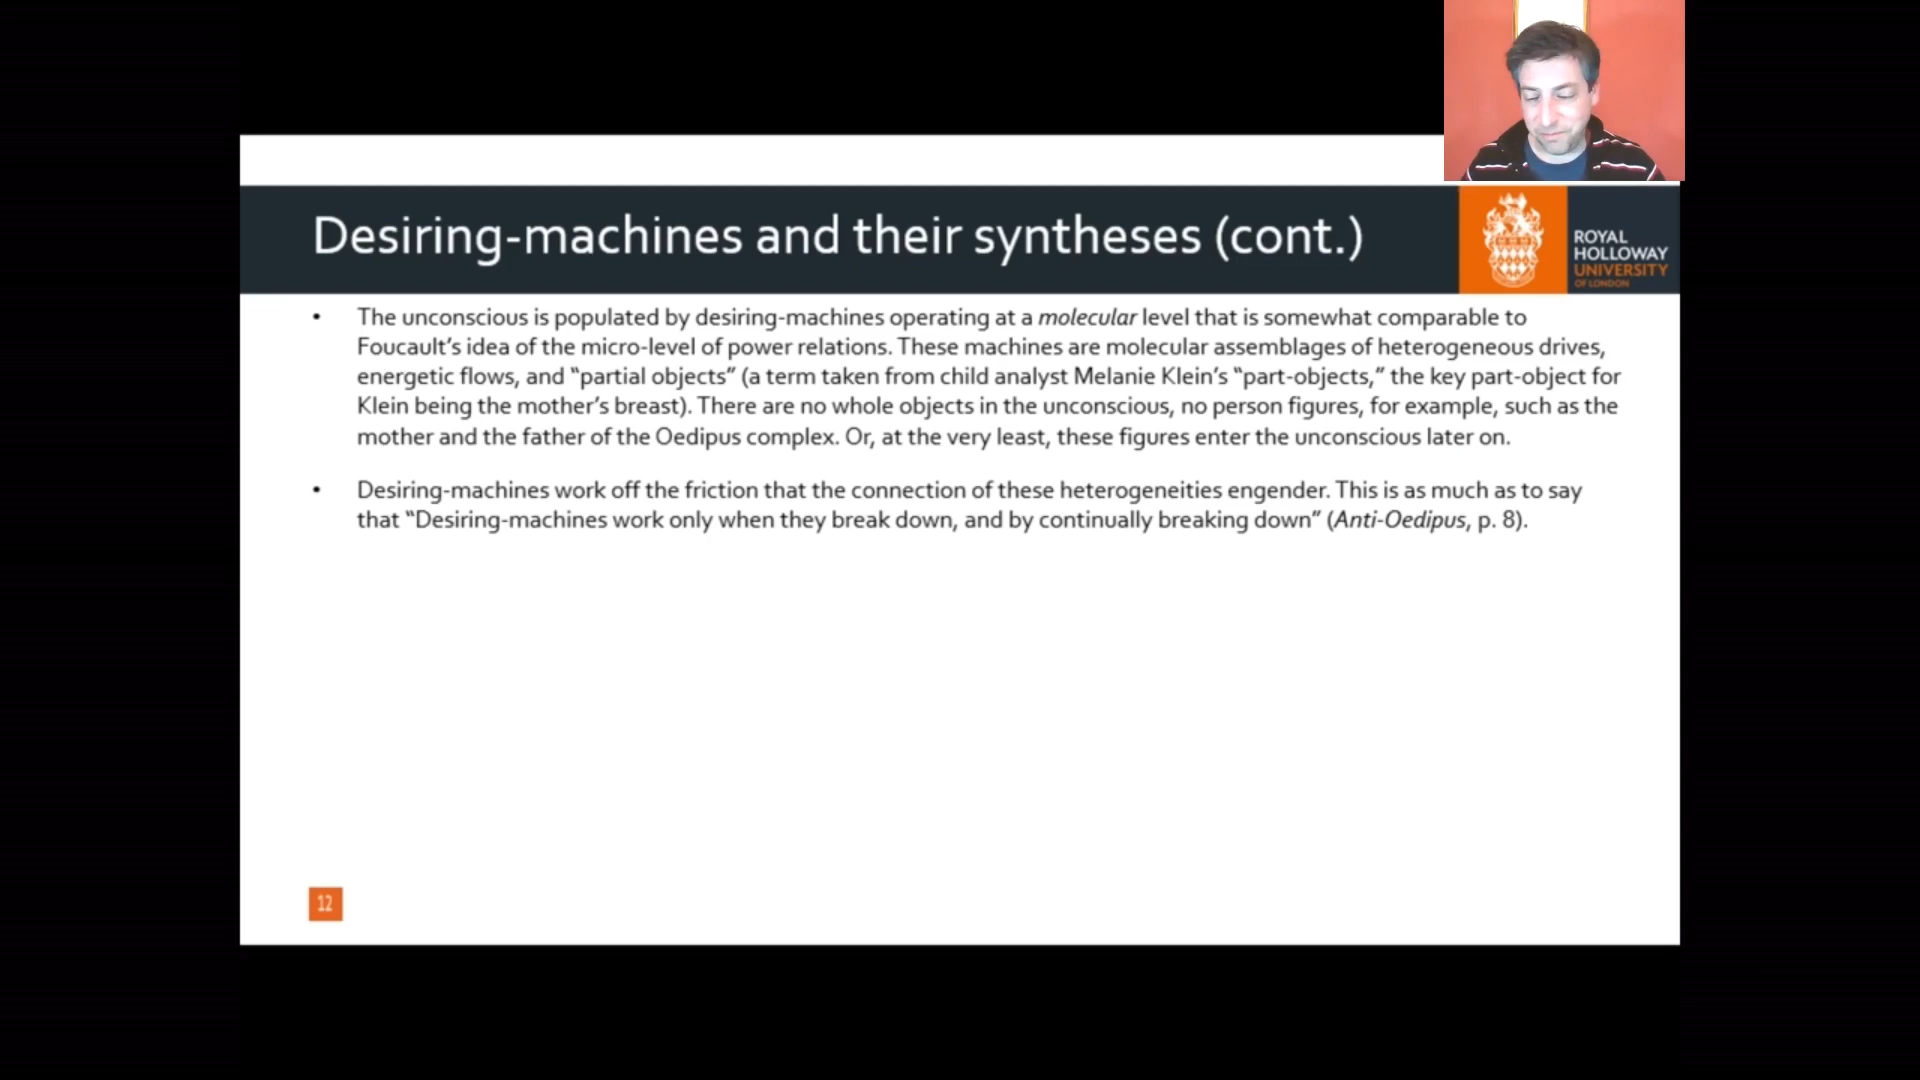 Desiring-machines and their syntheses (cont.)
ROYAL
HOLLOWAY
UNIVERSITY
OF LONDON
• The unconscious is populated by desiring-machines operating at a molecular level that is somewhat comparable to
Foucault’s idea of the micro-level of power relations. These machines are molecular assemblages of heterogeneous drives,
energetic flows, and “partial objects” (a term taken from child analyst Melanie Klein’s “part-objects,” the key part-object for
Klein being the mother’s breast). There are no whole objects in the unconscious, no person figures, for example, such as the
mother and the father of the Oedipus complex. Or, at the very least, these figures enter the unconscious later on.
• Desiring-machines work off the friction that the connection of these heterogeneities engender. This is as much as to say
that “Desiring-machines work only when they break down, and by continually breaking down” (Anti-Oedipus, p. 8).
12